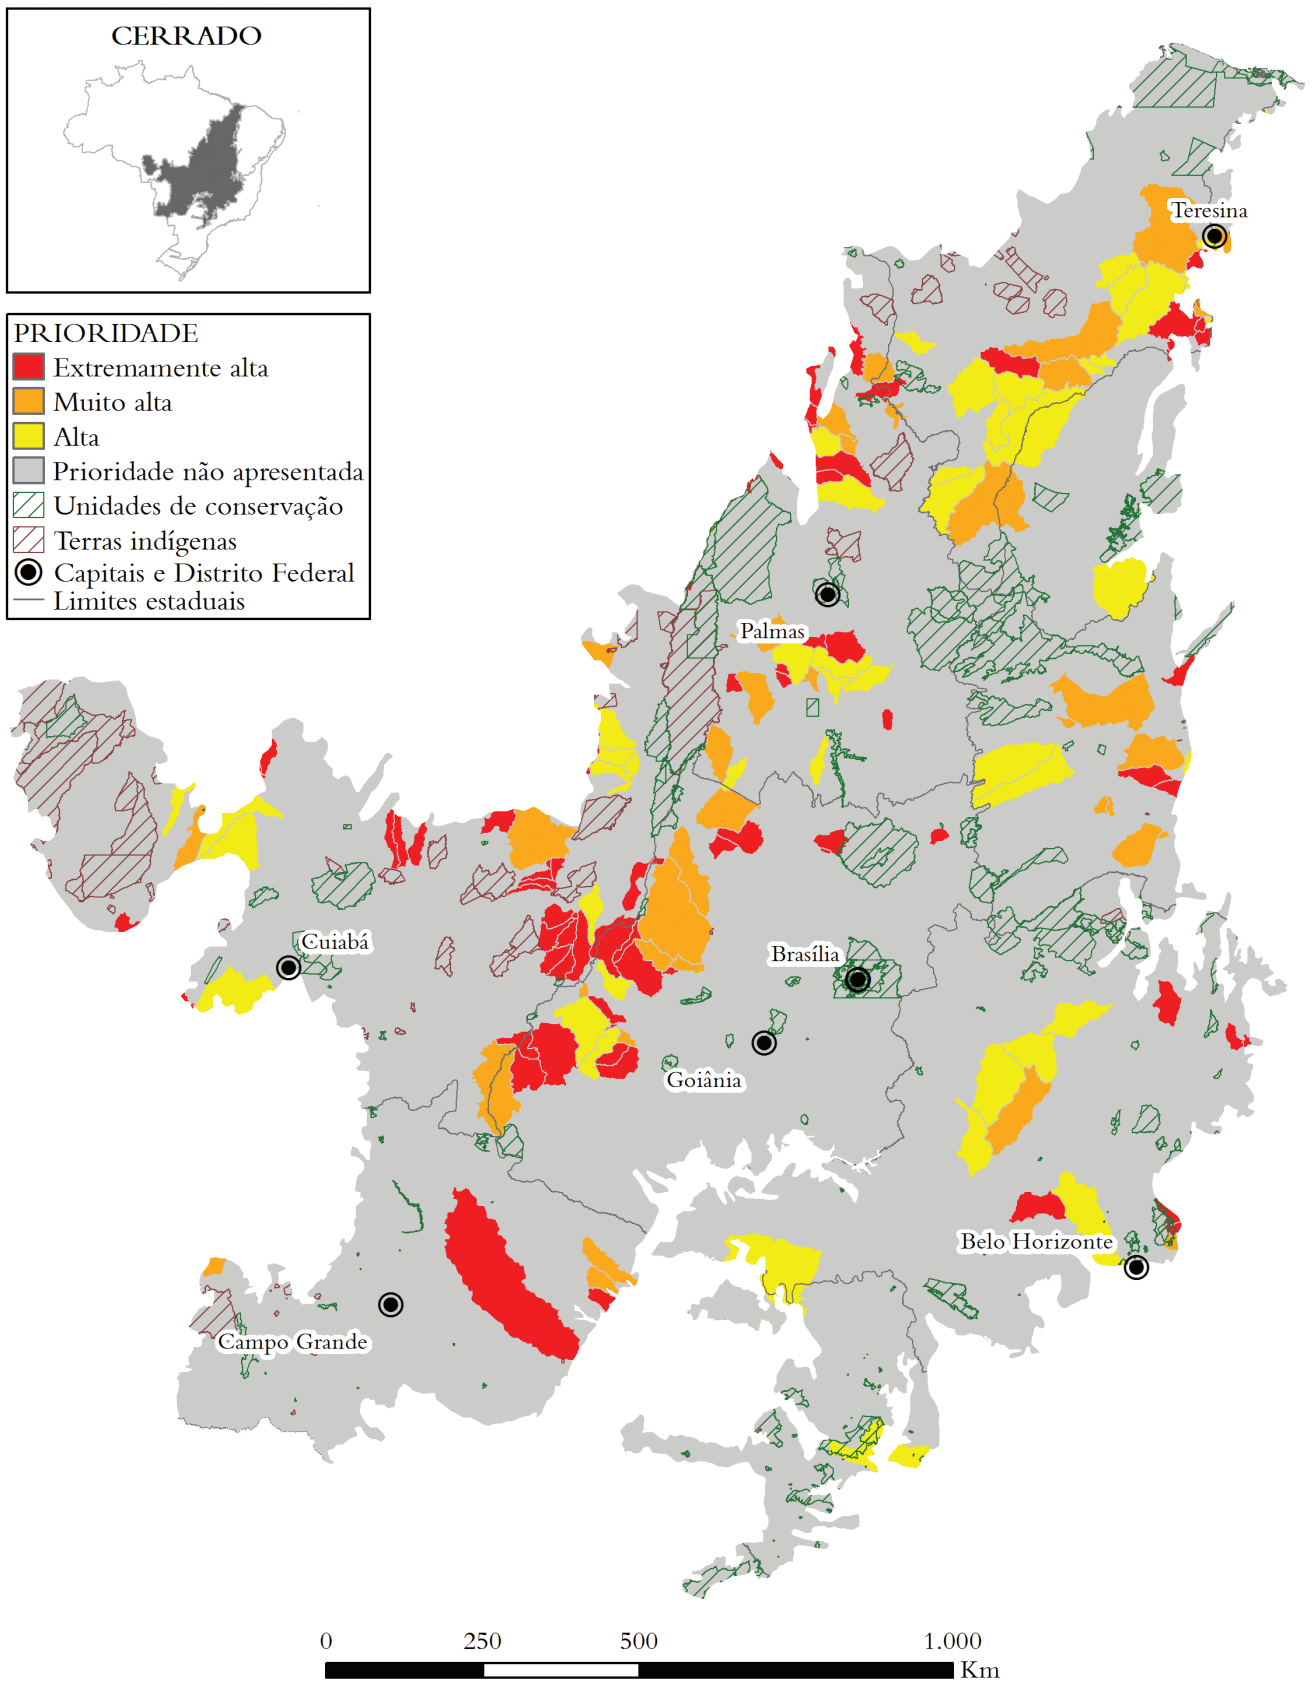 CERRADO
PRIORIDADE
Extremamente alta
Muito alta
Alta
Prioridade não apresentada
Unidades de conservação
Terras indígenas
Capitais e Distrito Federal
Limites estaduais
Teresina
Palmas
Cuiabá
Brasília
Goiânia
Belo Horizonte
Campo Grande
0 250 500 1.000
Km